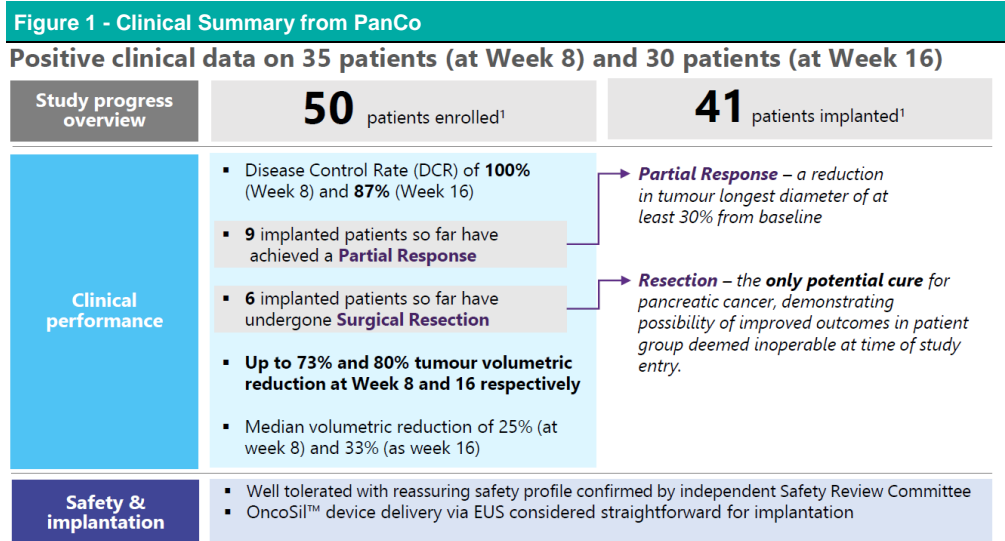 Figure 1 - Clinical Summary from PanCo
Positive clinical data on 35 patients (at Week 8) and 30 patients (at Week 16)
Study progress
overview
50 patients enrolled¹
41 patients implanted¹
Clinical
performance
▪ Disease Control Rate (DCR) of 100%
(Week 8) and 87% (Week 16)
▪ 9 implanted patients so far have
achieved a Partial Response
▪ 6 implanted patients so far have
undergone Surgical Resection
▪ Up to 73% and 80% tumour volumetric
reduction at Week 8 and 16 respectively
▪ Median volumetric reduction of 25% (at
week 8) and 33% (as week 16)
Partial Response – a reduction
in tumour longest diameter of at
least 30% from baseline
Resection – the only potential cure for
pancreatic cancer, demonstrating
possibility of improved outcomes in patient
group deemed inoperable at time of study
entry.
Safety &
implantation
▪ Well tolerated with reassuring safety profile confirmed by independent Safety Review Committee
▪ OncoSil™ device delivery via EUS considered straightforward for implantation